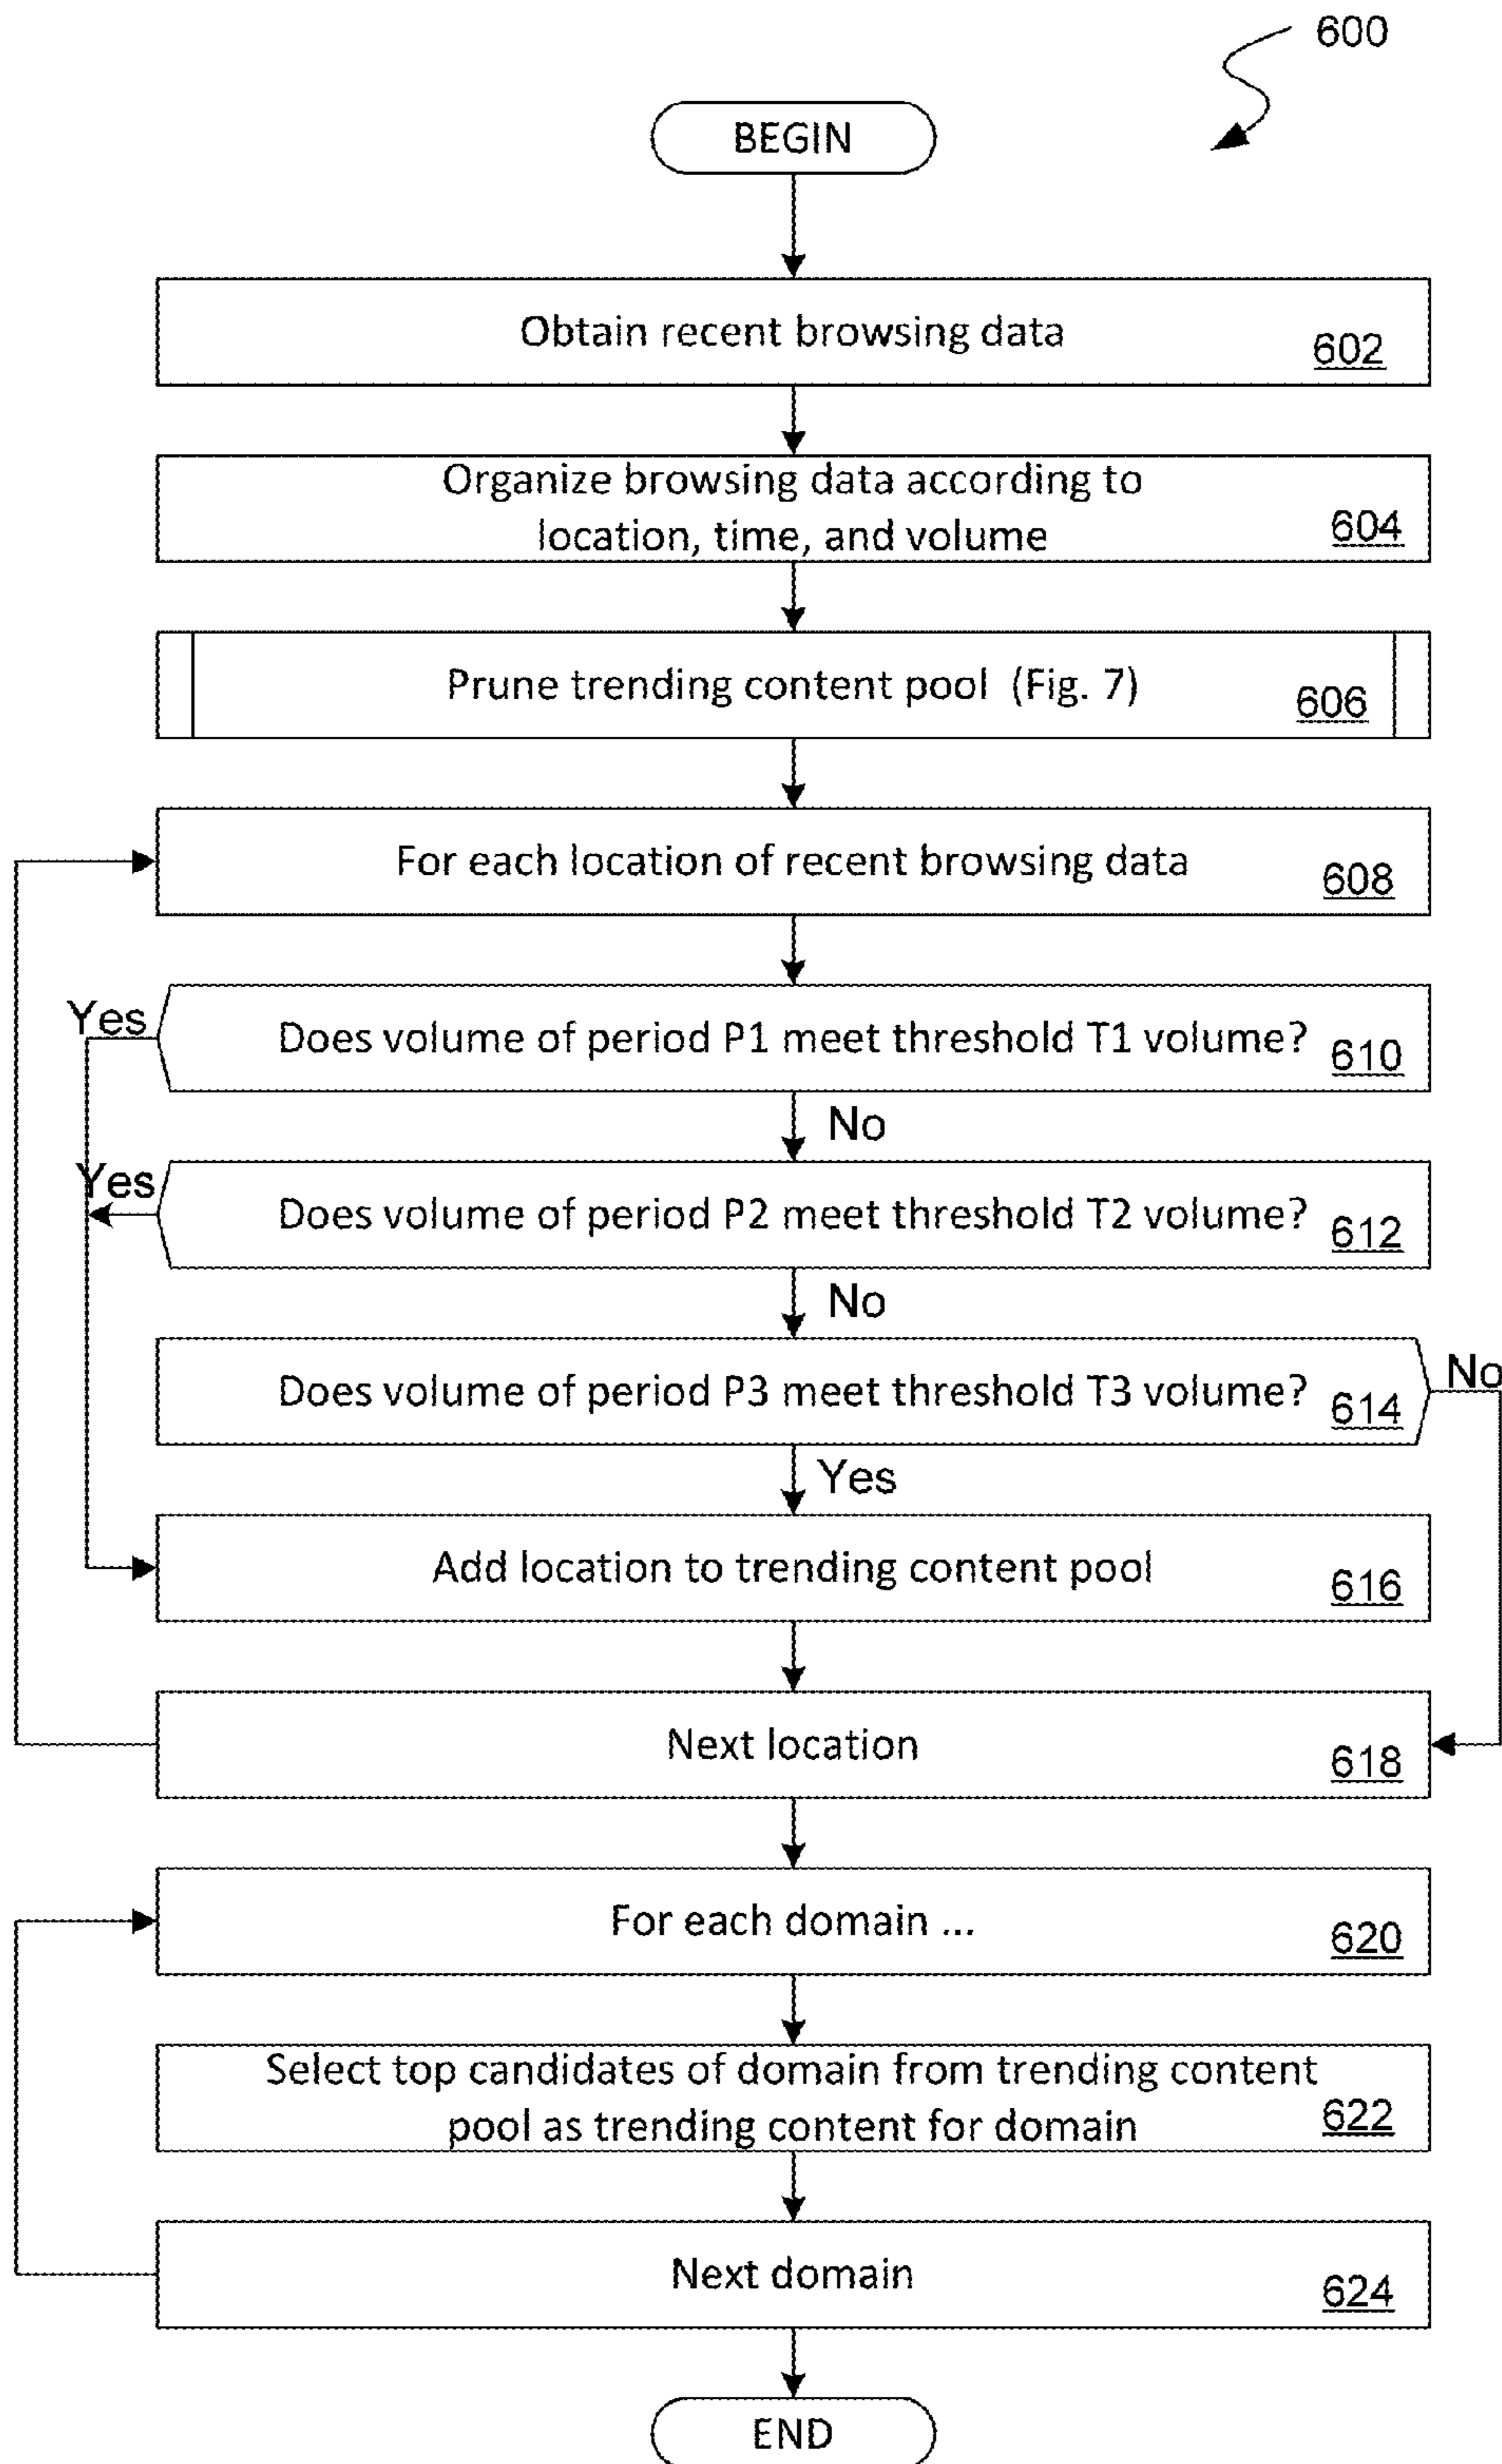 600
BEGIN
Obtain recent browsing data
602
Organize browsing data according to
location, time, and volume
604
Prune trending content pool (Fig. 7)
606
For each location of recent browsing data
608
Yes
Does volume of period P1 meet threshold T1 volume?
610
No
Yes
Does volume of period P2 meet threshold T2 volume?
612
No
Does volume of period P3 meet threshold T3 volume?
614
No
Yes
Add location to trending content pool
616
Next location
618
For each domain ...
620
Select top candidates of domain from trending content
pool as trending content for domain
622
Next domain
624
END